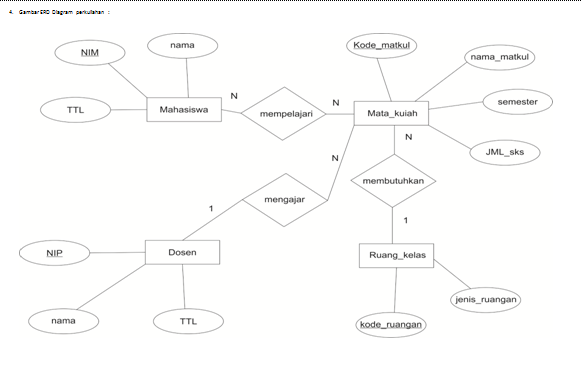 4. Gambar ERD Diagram perkuliahan :
NIM
nama
Kode_matkul
nama_matkul
TTL
Mahasiswa
N
mempelajari
N
Mata_kuiah
semester
JML_sks
N
N
mengajar
1
membutuhkan
1
NIP
Dosen
Ruang_kelas
nama
TTL
kode_ruangan
jenis_ruangan